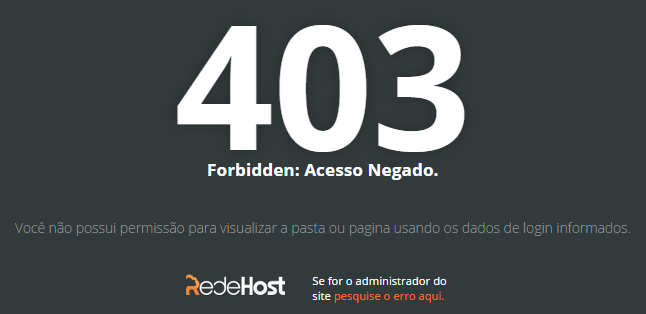 403
Forbidden: Acesso Negado.
Você não possui permissão para visualizar a pasta ou pagina usando os dados de login informados.
RedeHost
Se for o administrador do
site pesquise o erro aqui.